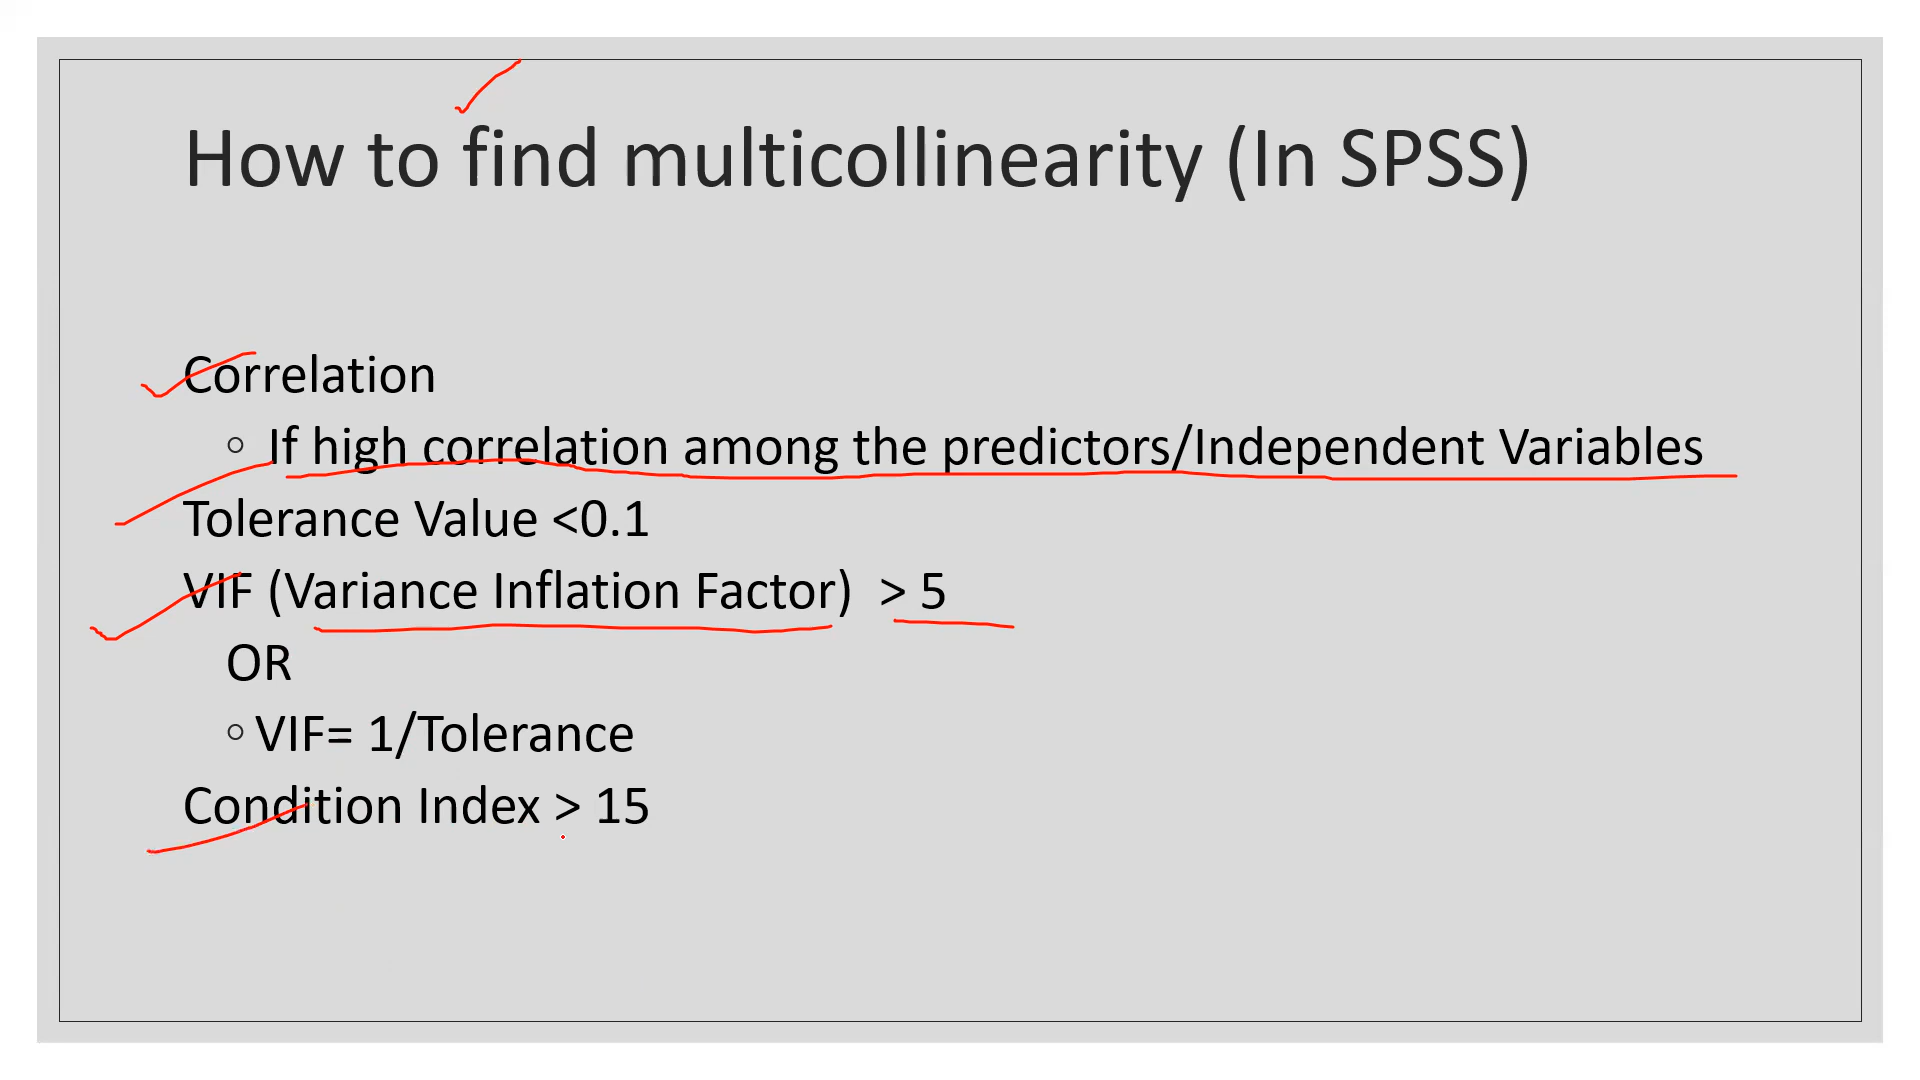 How to find multicollinearity (In SPSS)
Correlation
◦ If high correlation among the predictors/Independent Variables
Tolerance Value <0.1
VIF (Variance Inflation Factor) > 5
OR
◦ VIF= 1/Tolerance
Condition Index > 15